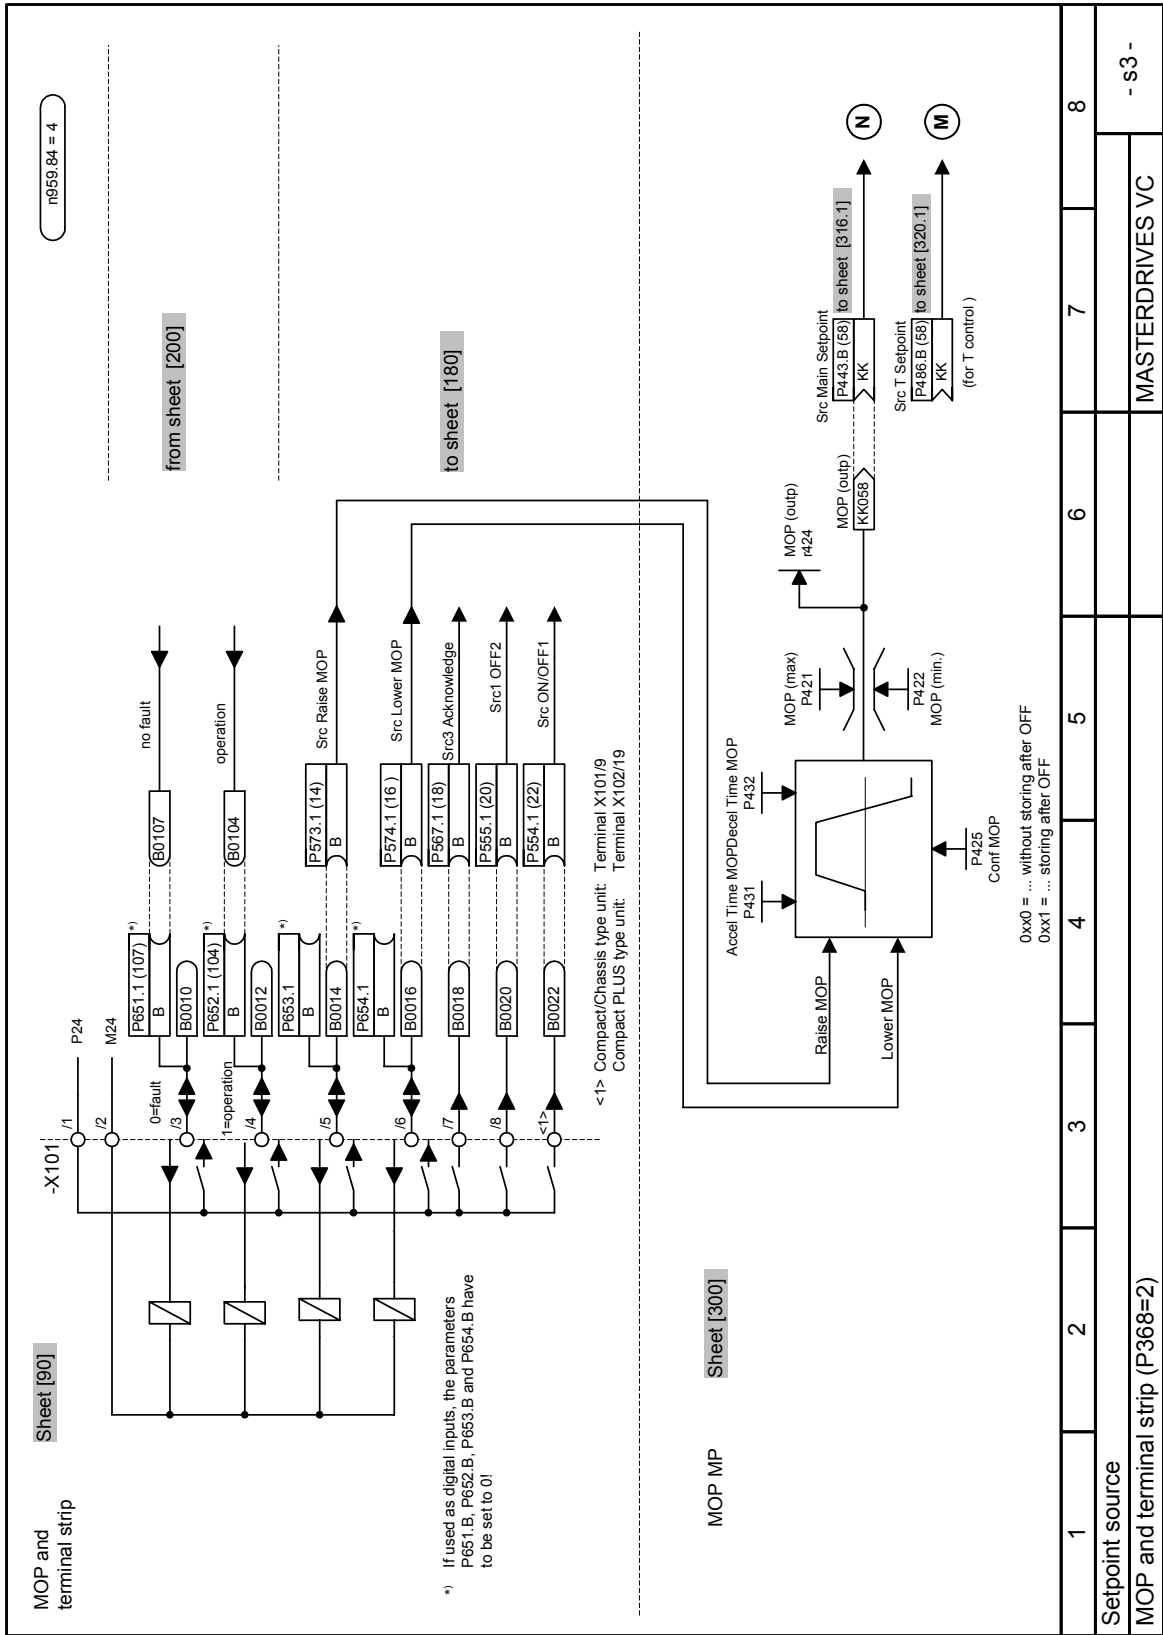 MOP and
terminal strip
Sheet [90]
n959.84 = 4
-X101
/1
P24
/2
M24
0=fault
/3
P651.1 (107)
*)
B
B0010
B0107
no fault
from sheet [200]
1=operation
/4
P652.1 (104)
*)
B
B0012
B0104
operation
/5
P653.1
*)
B
B0014
P573.1 (14)
B
Src Raise MOP
/6
P654.1
*)
B
B0016
P574.1 (16 )
B
Src Lower MOP
to sheet [180]
/7
B0018
P567.1 (18)
B
Src3 Acknowledge
/8
B0020
P555.1 (20)
B
Src1 OFF2
<1>
B0022
P554.1 (22)
B
Src ON/OFF1
*) If used as digital inputs, the parameters
P651.B, P652.B, P653.B and P654.B have
to be set to 0!
<1> Compact/Chassis type unit: Terminal X101/9
Compact PLUS type unit: Terminal X102/19
MOP MP
Sheet [300]
Raise MOP
Lower MOP
Accel Time MOP
P431
Decel Time MOP
P432
P425
Conf MOP
0xx0 = ... without storing after OFF
0xx1 = ... storing after OFF
MOP (max)
P421
P422
MOP (min.)
MOP (outp)
r424
MOP (outp)
KK058
Src Main Setpoint
P443.B (58)
KK
to sheet [316.1]
N
Src T Setpoint
P486.B (58)
KK
to sheet [320.1]
(for T control )
M
1
2
3
4
5
6
7
8
Setpoint source
MOP and terminal strip (P368=2)
MASTERDRIVES VC
- s3 -